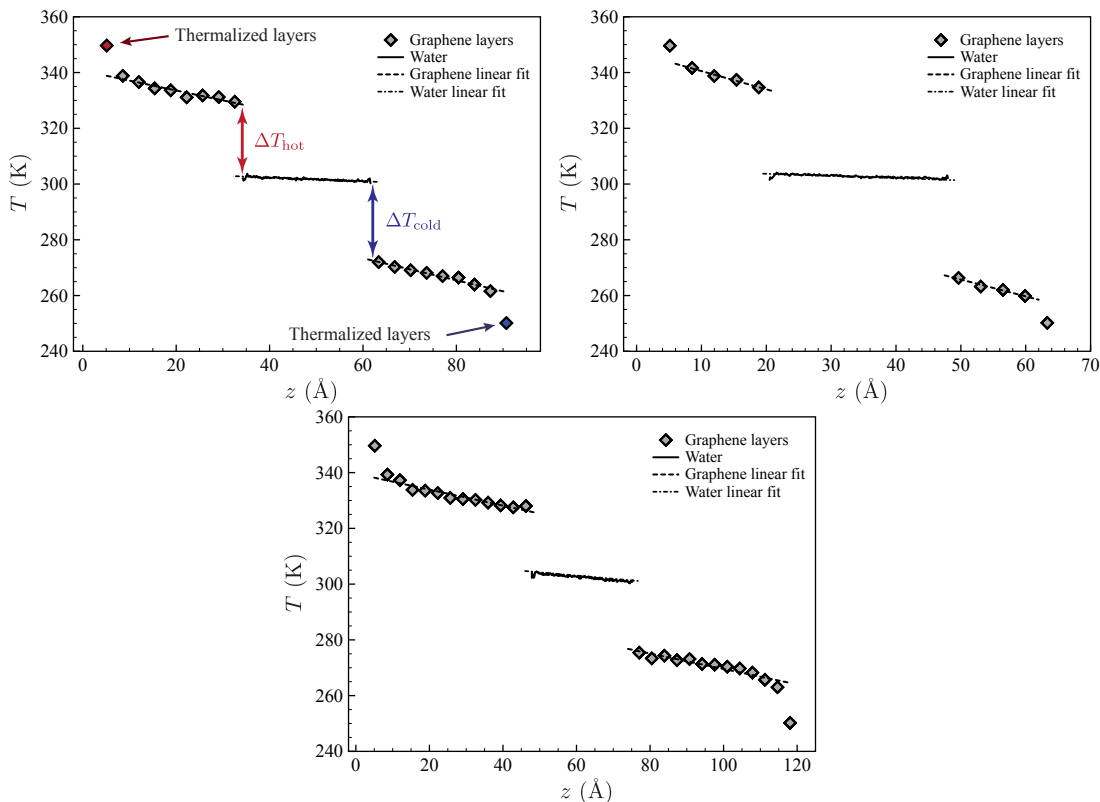 360
340
320
300
280
260
240
T (K)
Thermalized layers
Graphene layers
Water
Graphene linear fit
Water linear fit
ΔT_hot
ΔT_cold
Thermalized layers
0 20 40 60 80
z (Å)
360
340
320
300
280
260
240
T (K)
Graphene layers
Water
Graphene linear fit
Water linear fit
0 10 20 30 40 50 60 70
z (Å)
360
340
320
300
280
260
240
T (K)
Graphene layers
Water
Graphene linear fit
Water linear fit
0 20 40 60 80 100 120
z (Å)